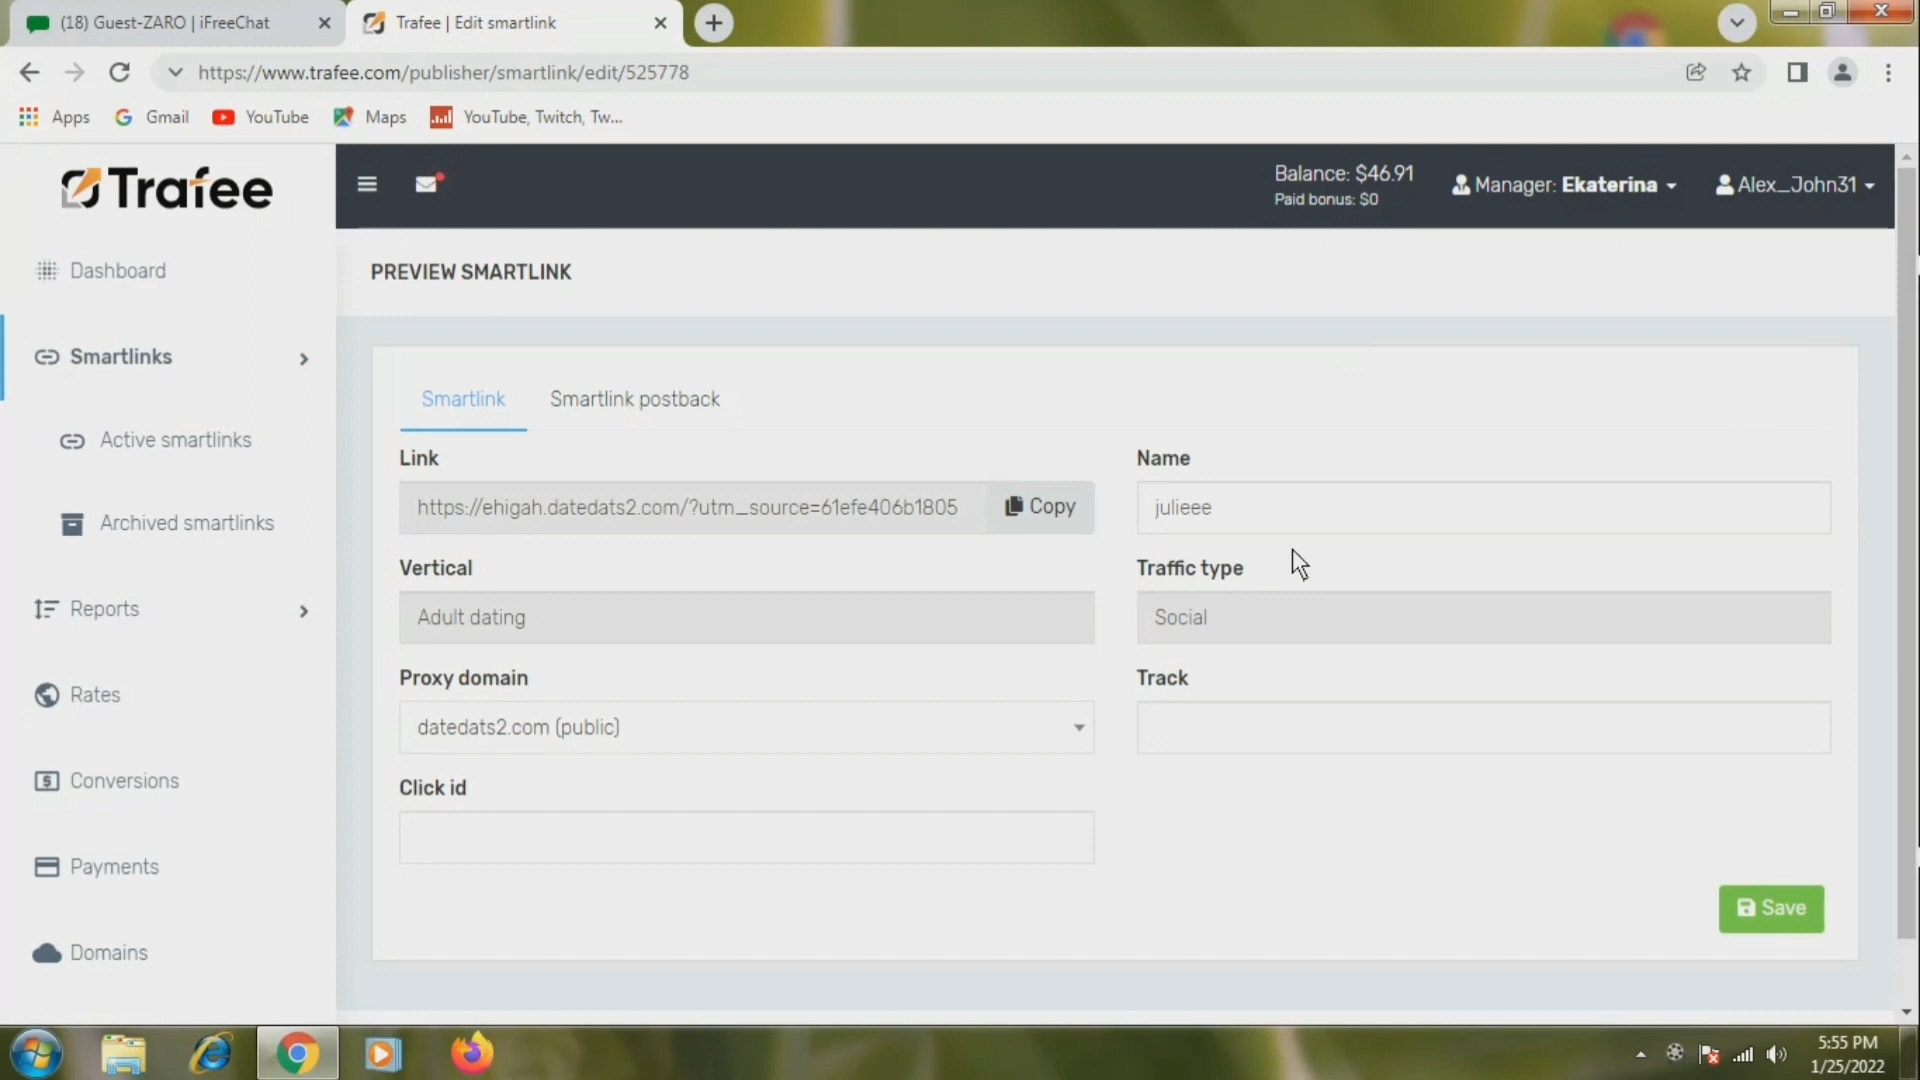 (18) Guest-ZARO | iFreeChat
Trafee | Edit smartlink
https://www.trafee.com/publisher/smartlink/edit/525778
Apps
Gmail
YouTube
Maps
YouTube, Twitch, Tw...
Trafee
Balance: $46.91
Paid bonus: $0
Manager: Ekaterina
Alex_John31
Dashboard
Smartlinks
Active smartlinks
Archived smartlinks
Reports
Rates
Conversions
Payments
Domains
PREVIEW SMARTLINK
Smartlink
Smartlink postback
Link
https://ehigah.datedats2.com/?utm_source=61efe406b1805
Copy
Name
julieee
Vertical
Adult dating
Traffic type
Social
Proxy domain
datedats2.com (public)
Track
Click id
Save
5:55 PM
1/25/2022